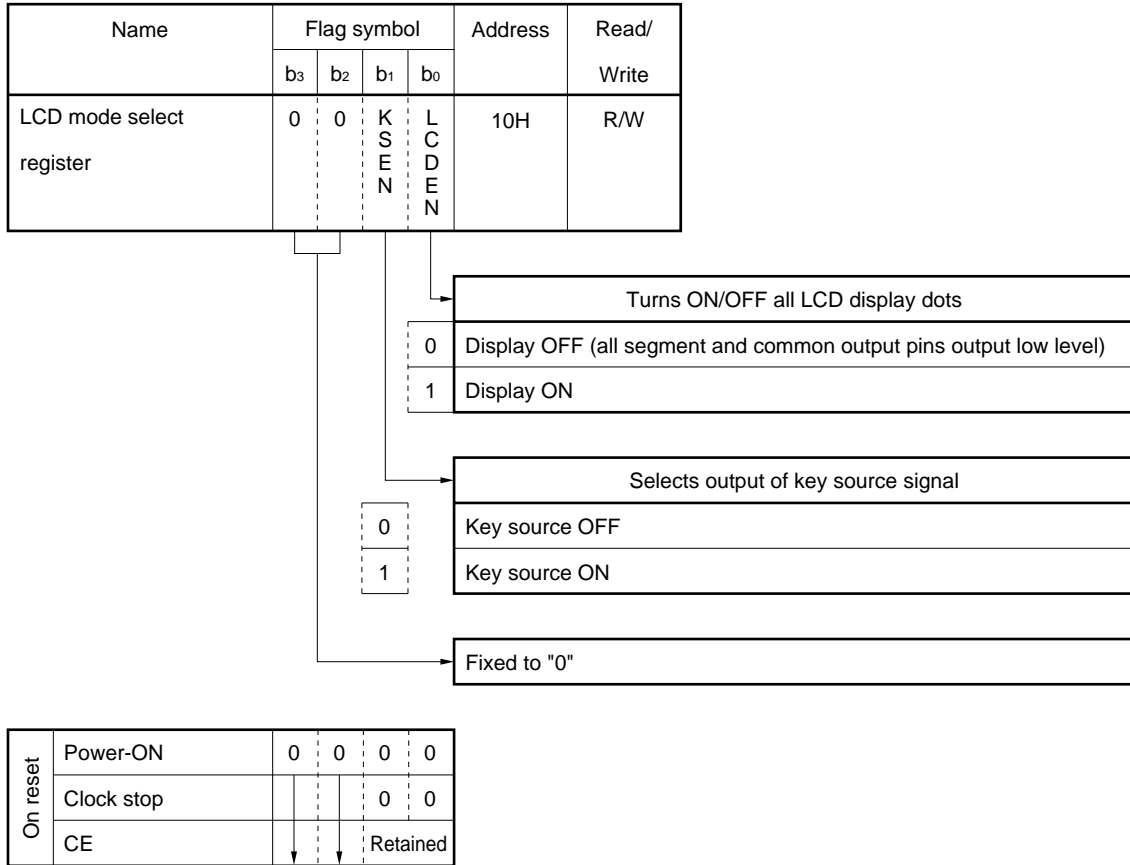 Name Flag symbol Address Read/
b3 b2 b1 b0 Write
LCD mode select 0 0 KSEN LCDEN 10H R/W
register
Turns ON/OFF all LCD display dots
0 Display OFF (all segment and common output pins output low level)
1 Display ON
Selects output of key source signal
0 Key source OFF
1 Key source ON
Fixed to "0"
On reset
Power-ON 0 0 0 0
Clock stop 0 0
CE Retained